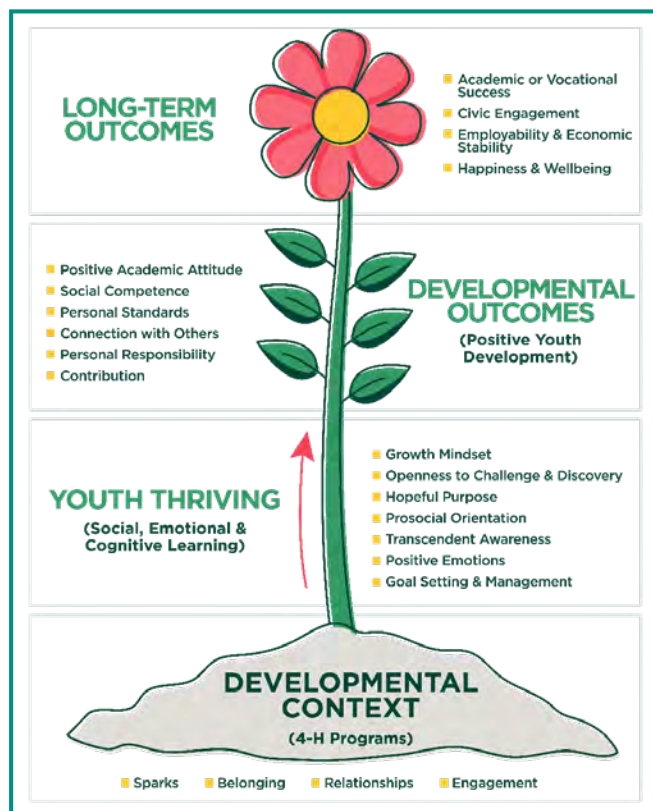 LONG-TERM
OUTCOMES
■ Academic or Vocational
Success
■ Civic Engagement
■ Employability & Economic
Stability
■ Happiness & Wellbeing
■ Positive Academic Attitude
■ Social Competence
■ Personal Standards
■ Connection with Others
■ Personal Responsibility
■ Contribution
DEVELOPMENTAL
OUTCOMES
(Positive Youth
Development)
YOUTH THRIVING
(Social, Emotional &
Cognitive Learning)
■ Growth Mindset
■ Openness to Challenge & Discovery
■ Hopeful Purpose
■ Prosocial Orientation
■ Transcendent Awareness
■ Positive Emotions
■ Goal Setting & Management
DEVELOPMENTAL
CONTEXT
(4-H Programs)
■ Sparks ■ Belonging ■ Relationships ■ Engagement